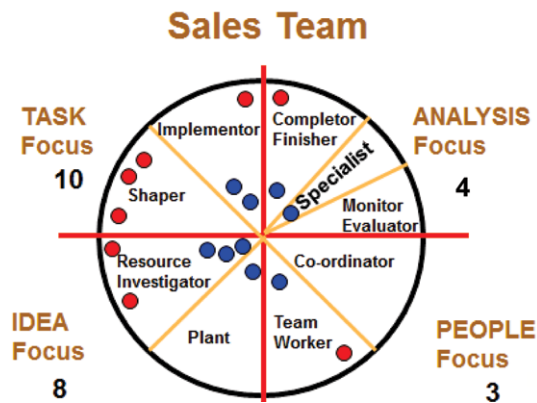 Sales Team
TASK
Focus
10
ANALYSIS
Focus
4
Implementor
Completor
Finisher
Specialist
Shaper
Monitor
Evaluator
Resource
Investigator
Co-ordinator
Plant
Team
Worker
IDEA
Focus
8
PEOPLE
Focus
3